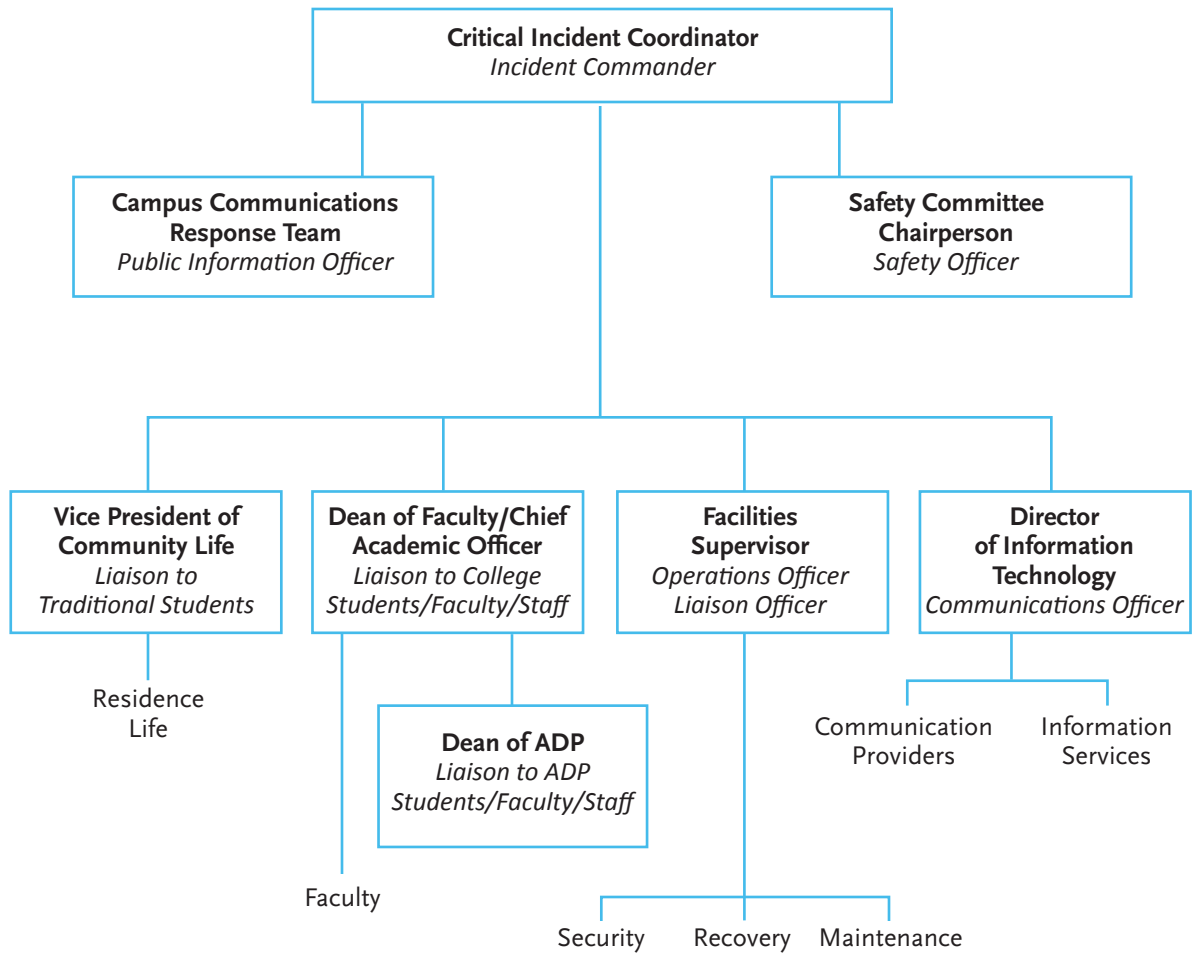 Critical Incident Coordinator
Incident Commander
Campus Communications
Response Team
Public Information Officer
Safety Committee
Chairperson
Safety Officer
Vice President of
Community Life
Liaison to
Traditional Students
Dean of Faculty/Chief
Academic Officer
Liaison to College
Students/Faculty/Staff
Facilities
Supervisor
Operations Officer
Liaison Officer
Director
of Information
Technology
Communications Officer
Residence
Life
Dean of ADP
Liaison to ADP
Students/Faculty/Staff
Communication
Providers
Information
Services
Faculty
Security
Recovery
Maintenance